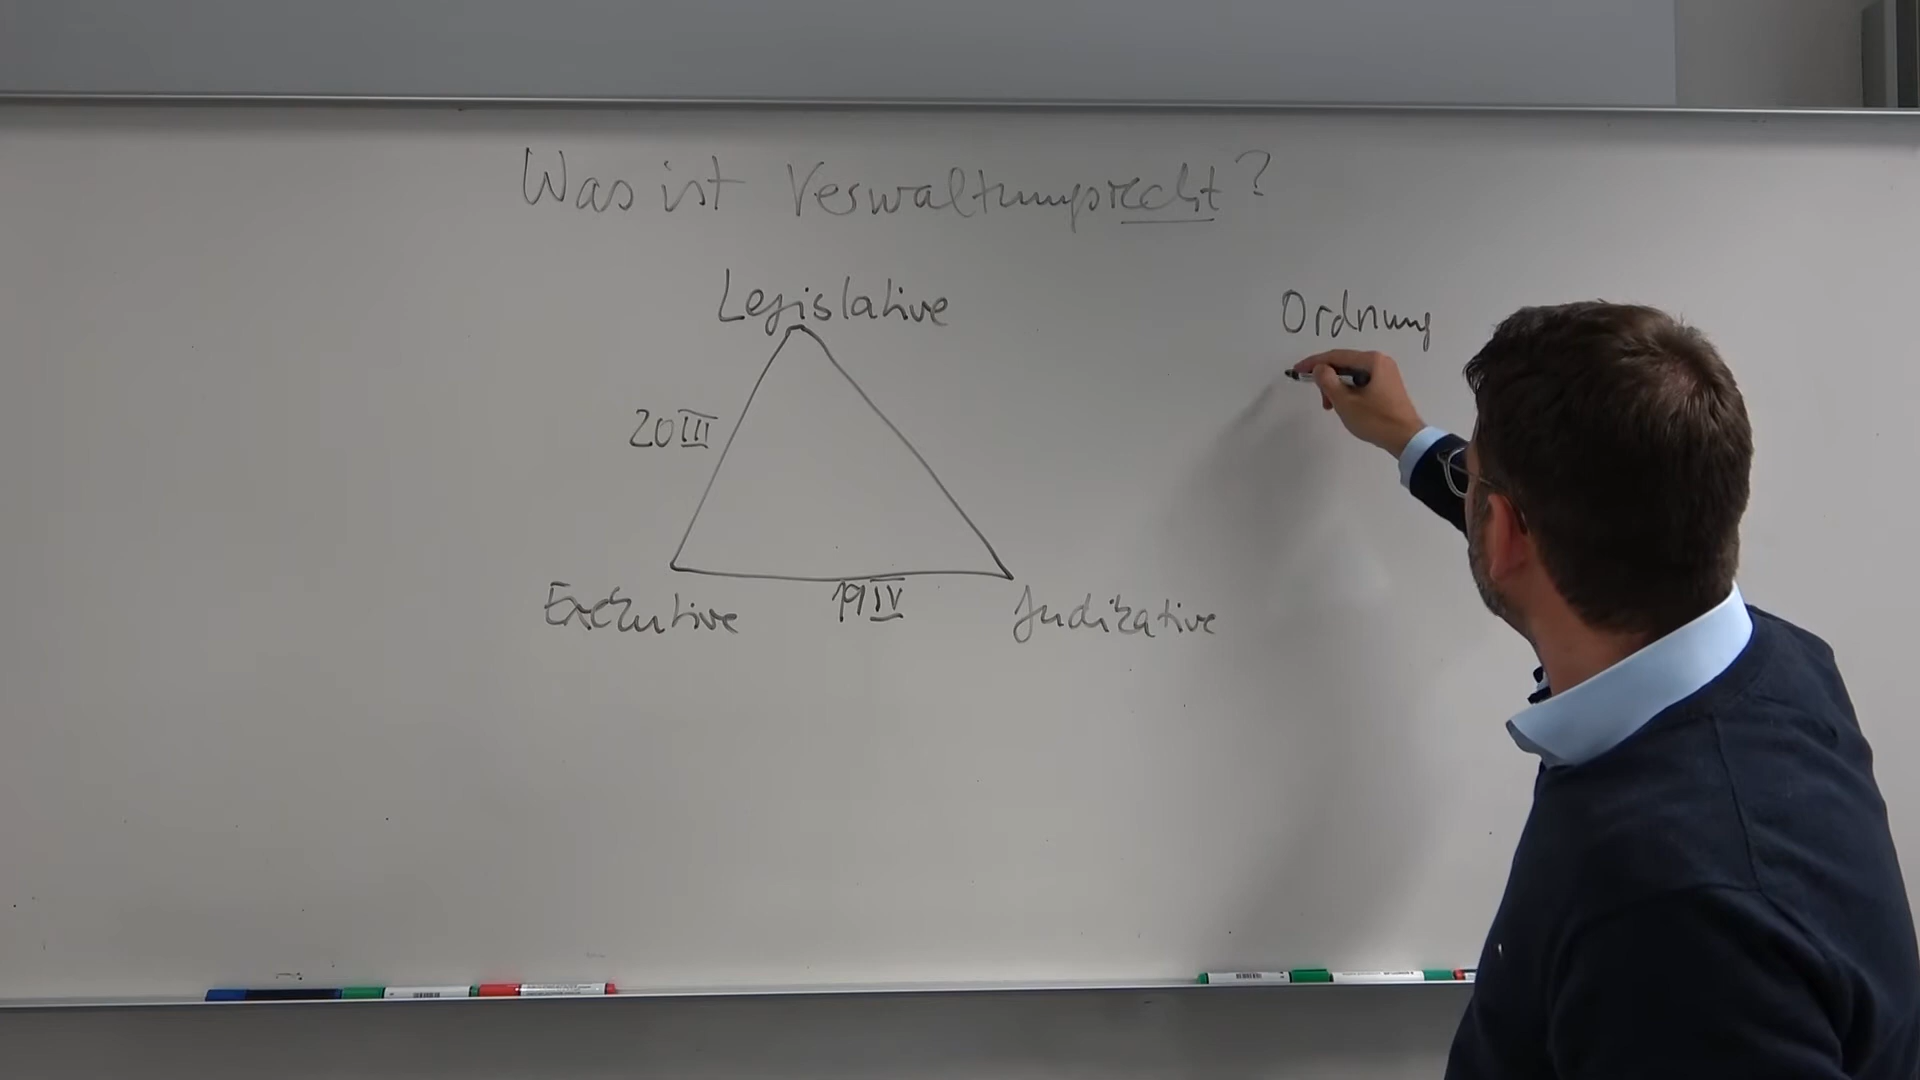 Was ist Verwaltungsrecht?
Legislative
Ordnung
20 III
Exekutive
19 IV
Judikative